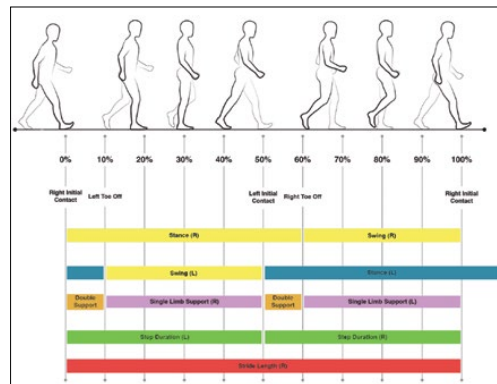 0% 10% 20% 30% 40% 50% 60% 70% 80% 90% 100%
Right Initial Contact
Left Toe Off
Left Initial Contact
Right Toe Off
Right Initial Contact
Stance (R) Swing (R)
Swing (L) Stance (L)
Double Support Single Limb Support (R) Double Support Single Limb Support (L)
Step Duration (L) Step Duration (R)
Stride Length (R)